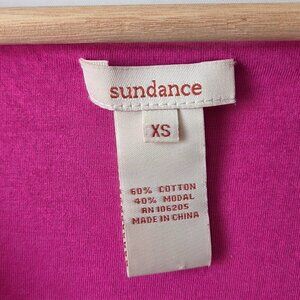 sundance
XS
60% COTTON
40% MODAL
RN 106205
MADE IN CHINA